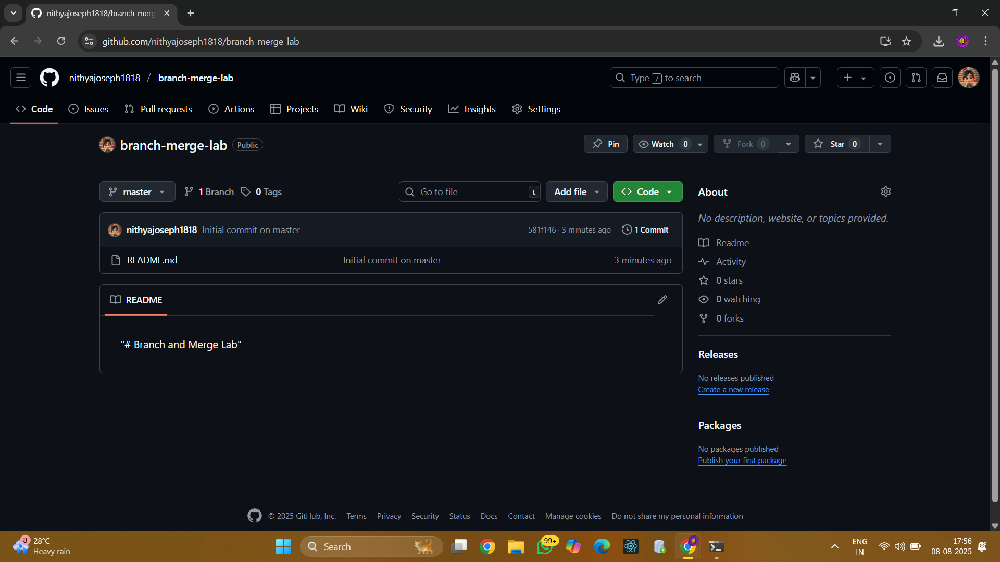 nithyajoseph1818/branch-merg
github.com/nithyajoseph1818/branch-merge-lab
nithyajoseph1818 / branch-merge-lab
Type / to search
Code Issues Pull requests Actions Projects Wiki Security Insights Settings
branch-merge-lab Public
Pin Watch 0 Fork 0 Star 0
master 1 Branch 0 Tags Go to file t Add file Code
nithyajoseph1818 Initial commit on master 581f146 · 3 minutes ago 1 Commit
README.md Initial commit on master 3 minutes ago
README
"# Branch and Merge Lab"
About
No description, website, or topics provided.
Readme
Activity
0 stars
0 watching
0 forks
Releases
No releases published
Create a new release
Packages
No packages published
Publish your first package
© 2025 GitHub, Inc. Terms Privacy Security Status Docs Contact Manage cookies Do not share my personal information
8 28°C
Heavy rain
Search
99+
ENG
IN
17:56
08-08-2025